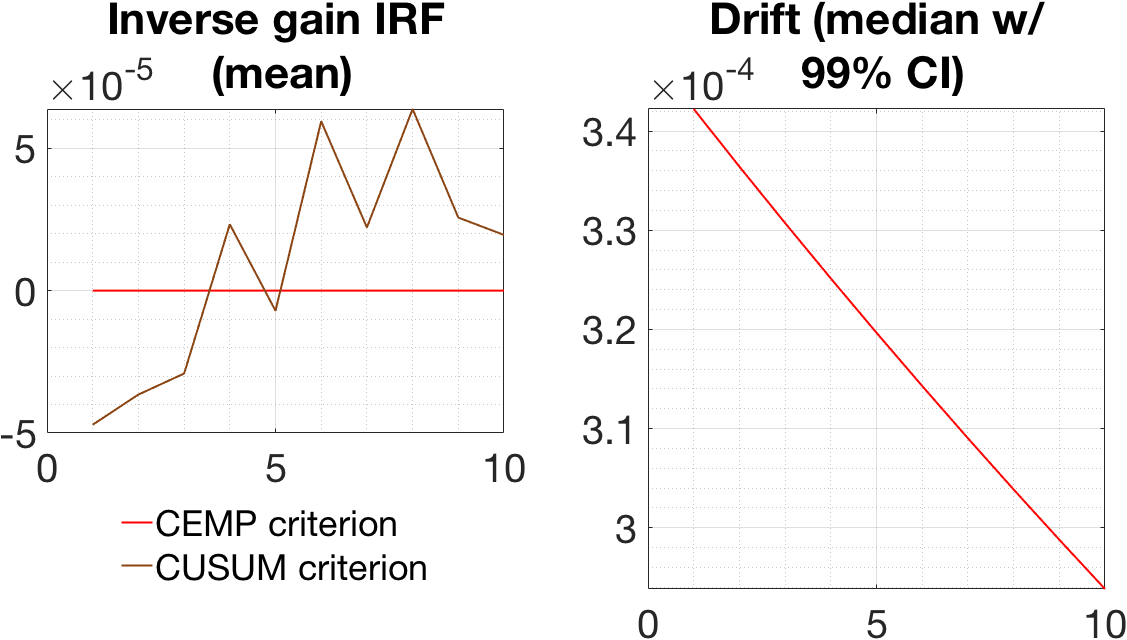 Inverse gain IRF
(mean)
×10⁻⁵
5
0
-5
0 5 10
CEMP criterion
CUSUM criterion
Drift (median w/
99% CI)
×10⁻⁴
3.4
3.3
3.2
3.1
3
0 5 10